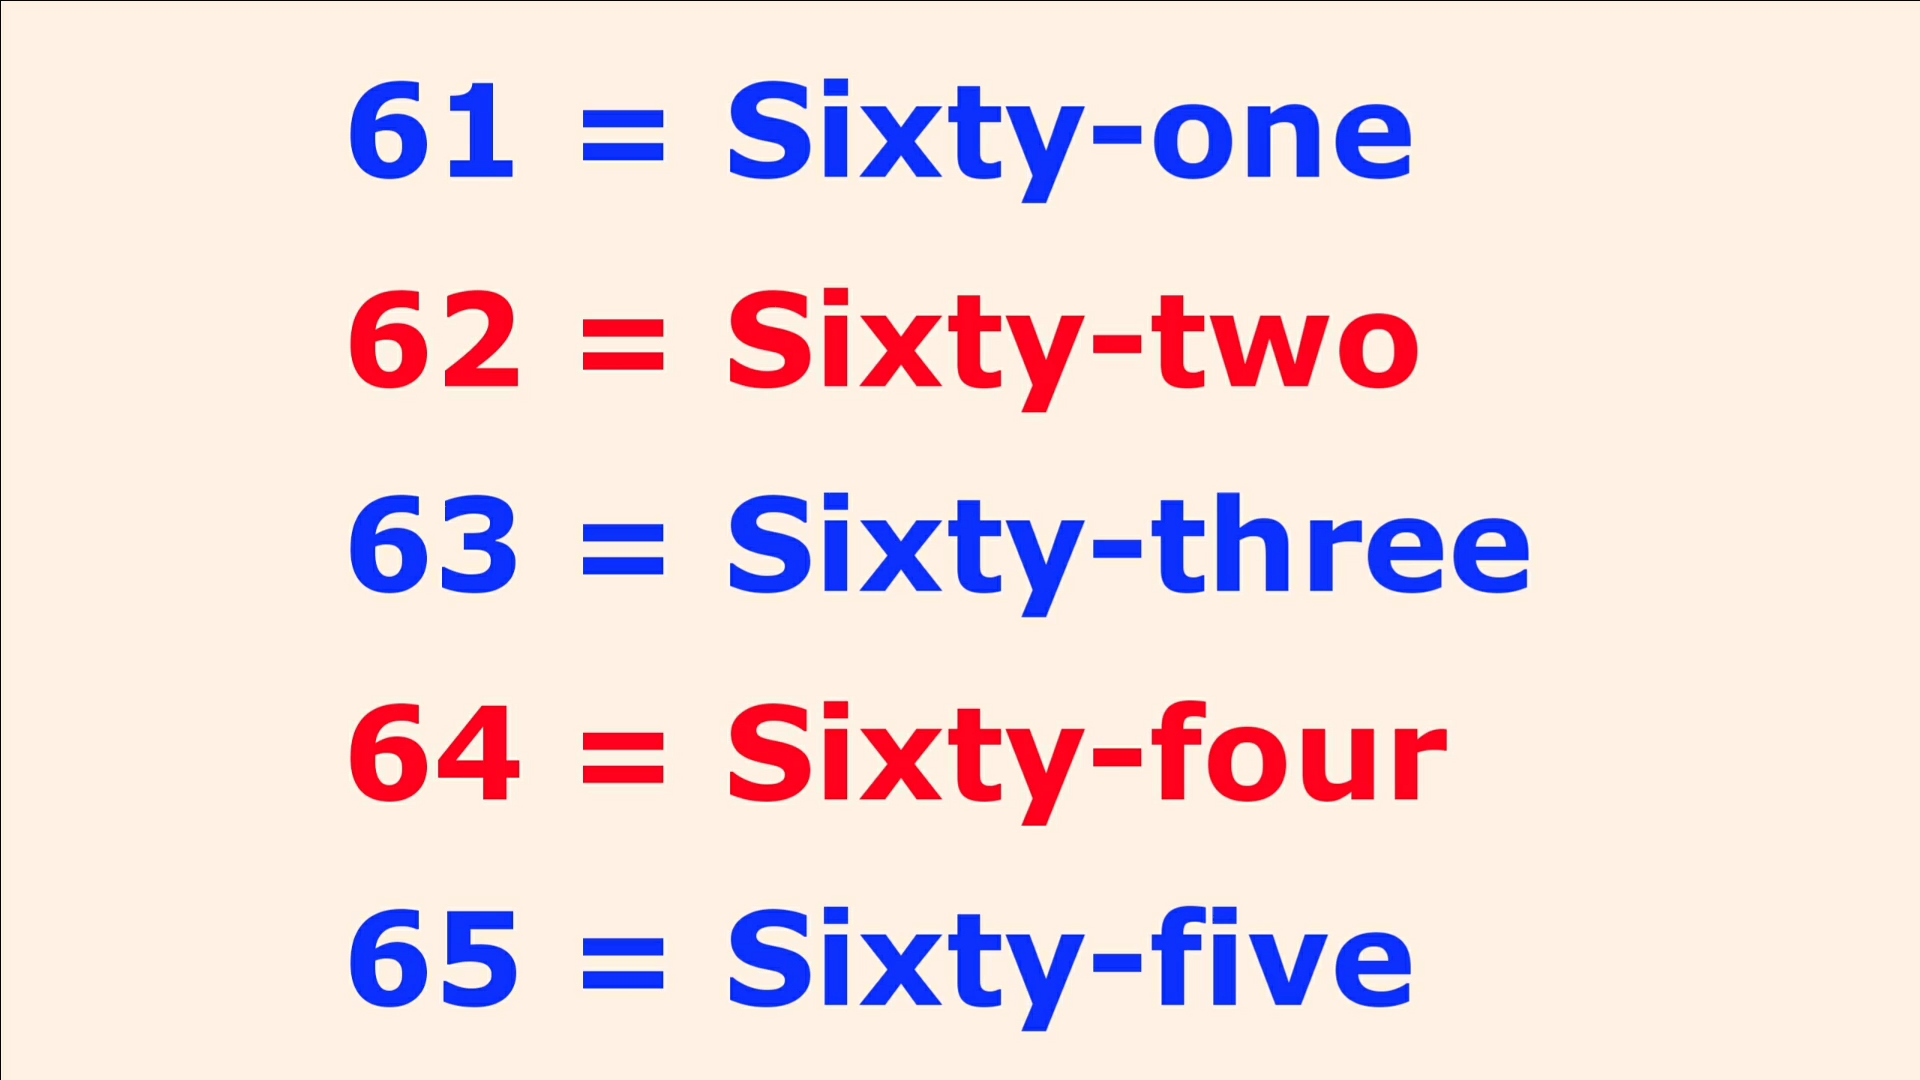 61 = Sixty-one
62 = Sixty-two
63 = Sixty-three
64 = Sixty-four
65 = Sixty-five